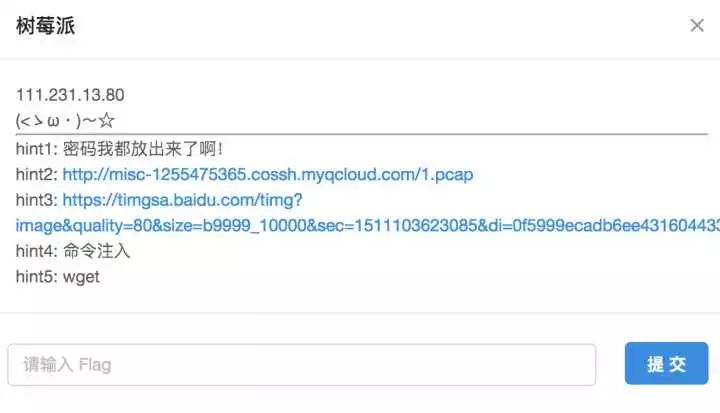 树莓派
×
111.231.13.80
(<ゝω・)～☆
hint1: 密码我都放出来了啊!
hint2: http://misc-1255475365.cossh.myqcloud.com/1.pcap
hint3: https://timgsa.baidu.com/timg?
image&quality=80&size=b9999_10000&sec=1511103623085&di=0f5999ecadb6ee431604433
hint4: 命令注入
hint5: wget
请输入 Flag
提 交